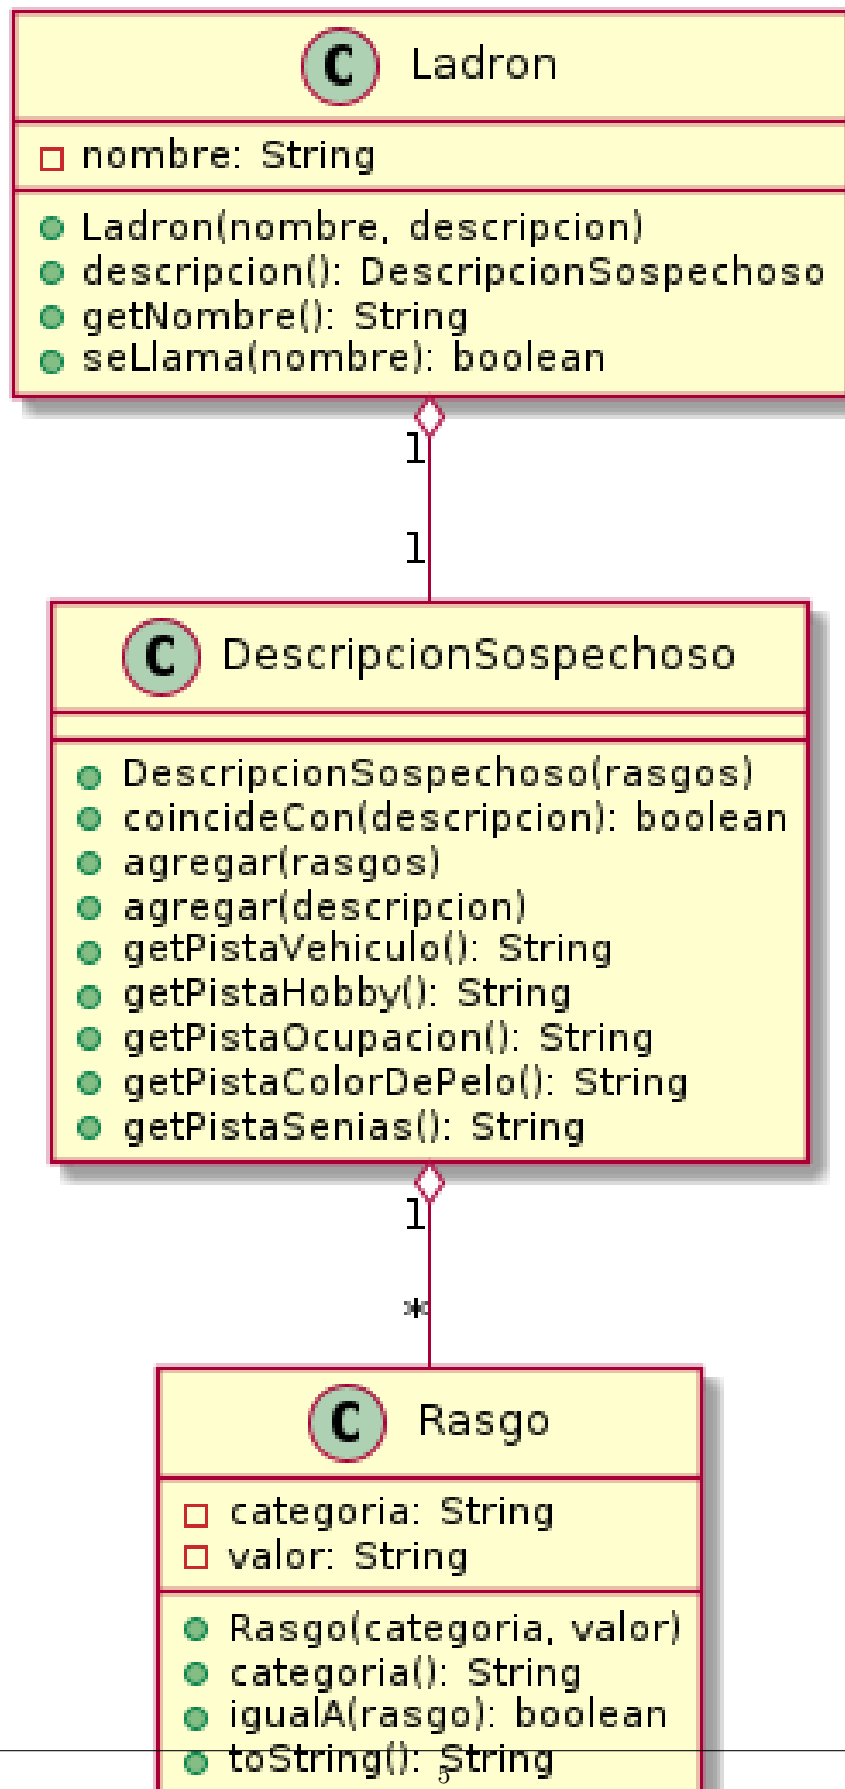 C Ladron
nombre: String
Ladron(nombre, descripcion)
descripcion(): DescripcionSospechoso
getNombre(): String
seLlama(nombre): boolean
1
1
C DescripcionSospechoso
DescripcionSospechoso(rasgos)
coincideCon(descripcion): boolean
agregar(rasgos)
agregar(descripcion)
getPistaVehiculo(): String
getPistaHobby(): String
getPistaOcupacion(): String
getPistaColorDePelo(): String
getPistaSenias(): String
1
*
C Rasgo
categoria: String
valor: String
Rasgo(categoria, valor)
categoria(): String
igualA(rasgo): boolean
toString(): String
5